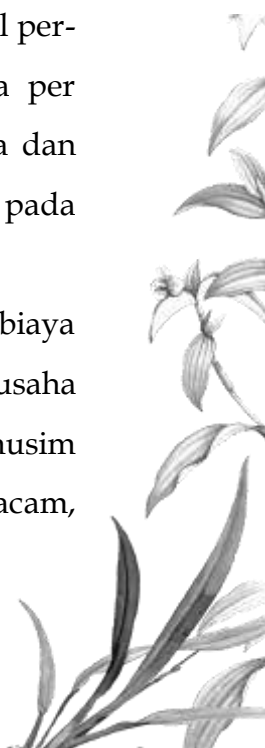 l per-
a per
a dan
pada
biaya
usaha
musim
acam,